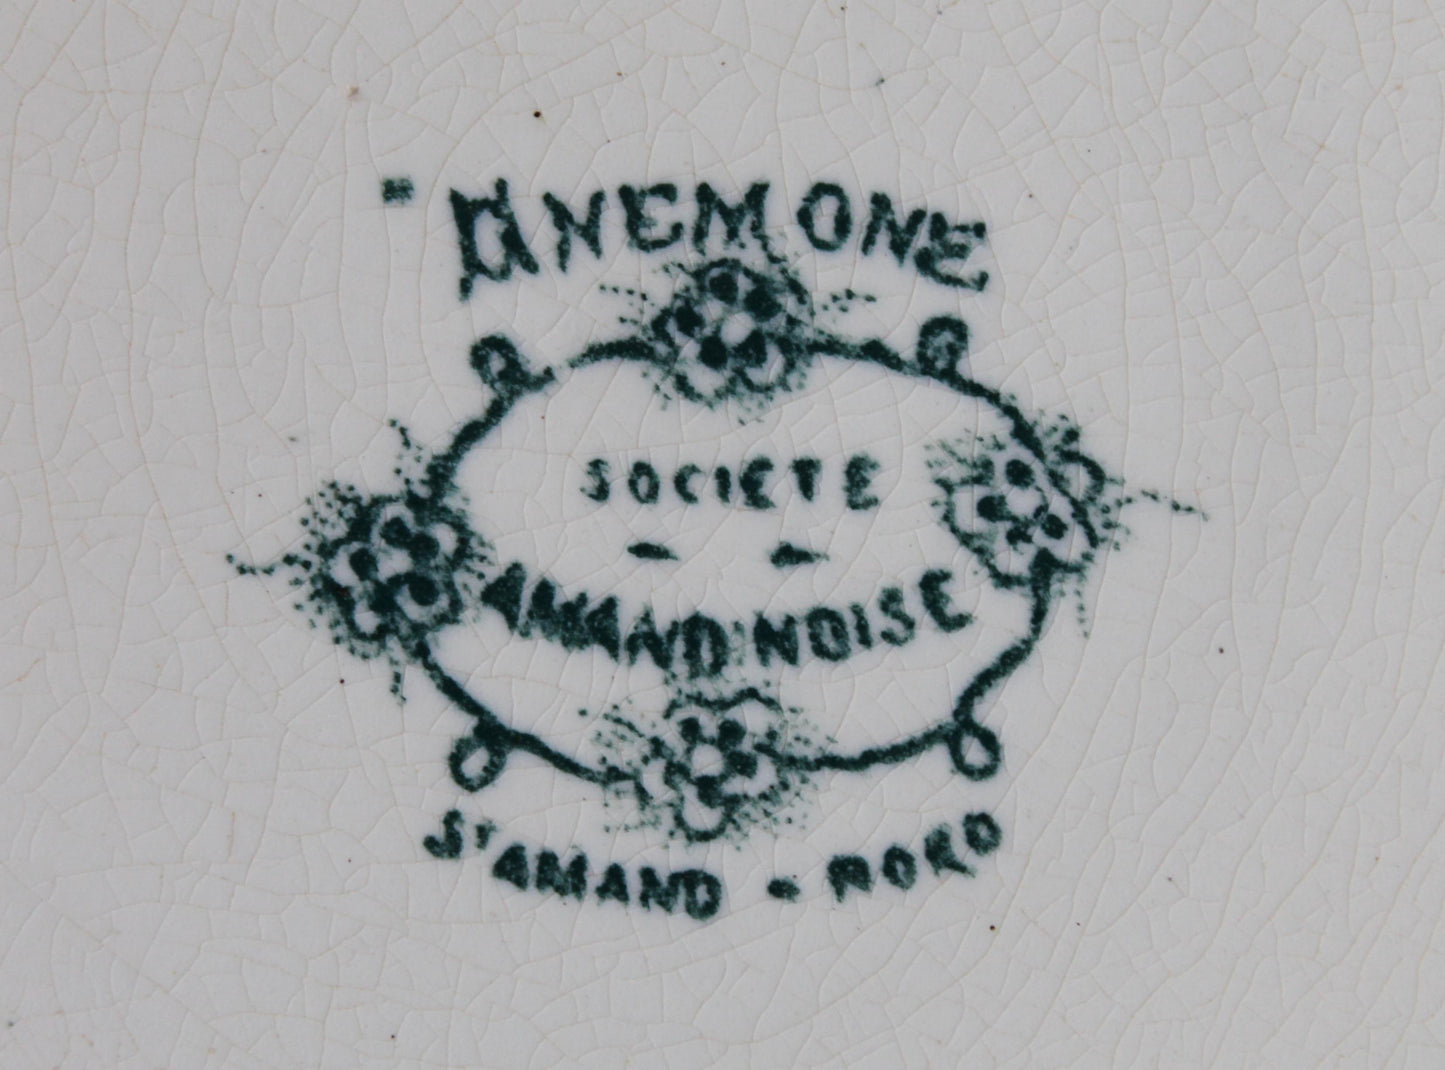 ANEMONE
SOCIETE
AMANDINOISE
ST AMAND - NORD